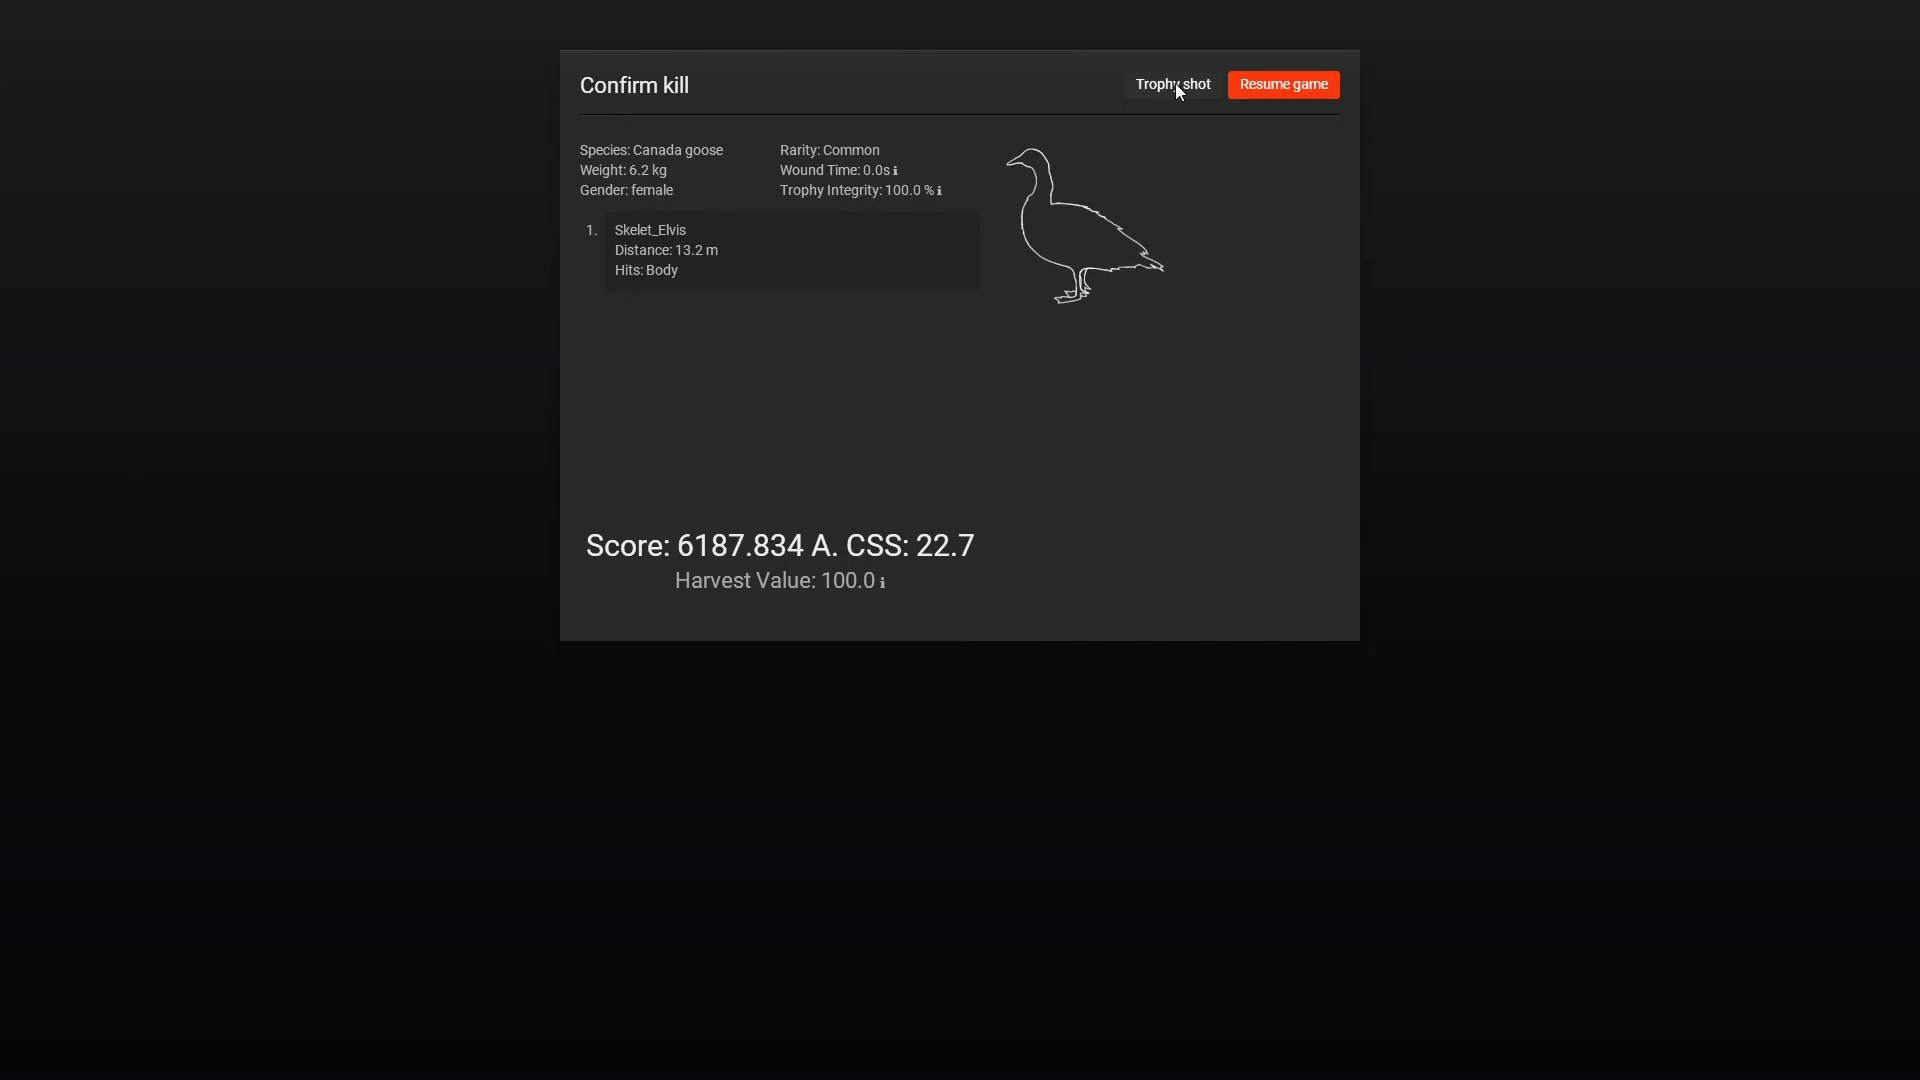 Confirm kill
Trophy shot
Resume game
Species: Canada goose
Weight: 6.2 kg
Gender: female
Rarity: Common
Wound Time: 0.0s i
Trophy Integrity: 100.0 % i
1.
Skelet_Elvis
Distance: 13.2 m
Hits: Body
Score: 6187.834 A. CSS: 22.7
Harvest Value: 100.0 i